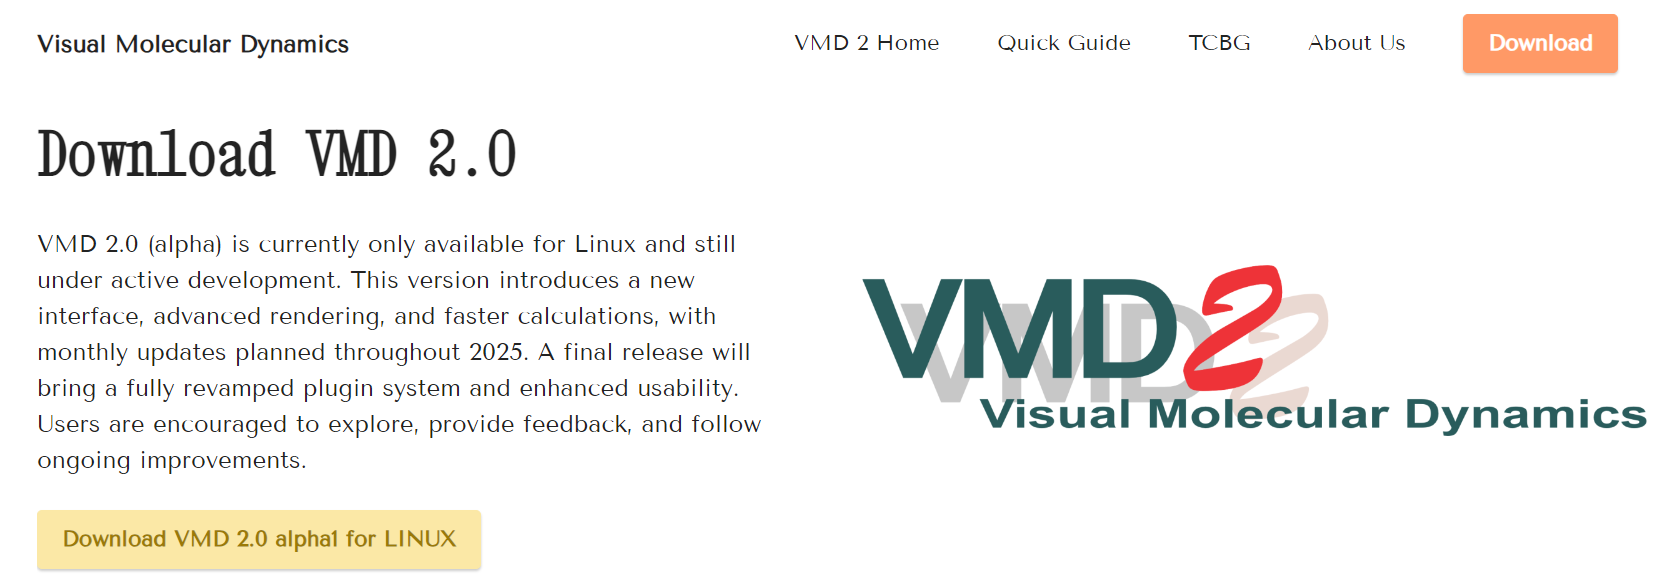 Visual Molecular Dynamics
VMD 2 Home
Quick Guide
TCBG
About Us
Download
Download VMD 2.0
VMD 2.0 (alpha) is currently only available for Linux and still
under active development. This version introduces a new
interface, advanced rendering, and faster calculations, with
monthly updates planned throughout 2025. A final release will
bring a fully revamped plugin system and enhanced usability.
Users are encouraged to explore, provide feedback, and follow
ongoing improvements.
Download VMD 2.0 alpha1 for LINUX
VMD 2
Visual Molecular Dynamics